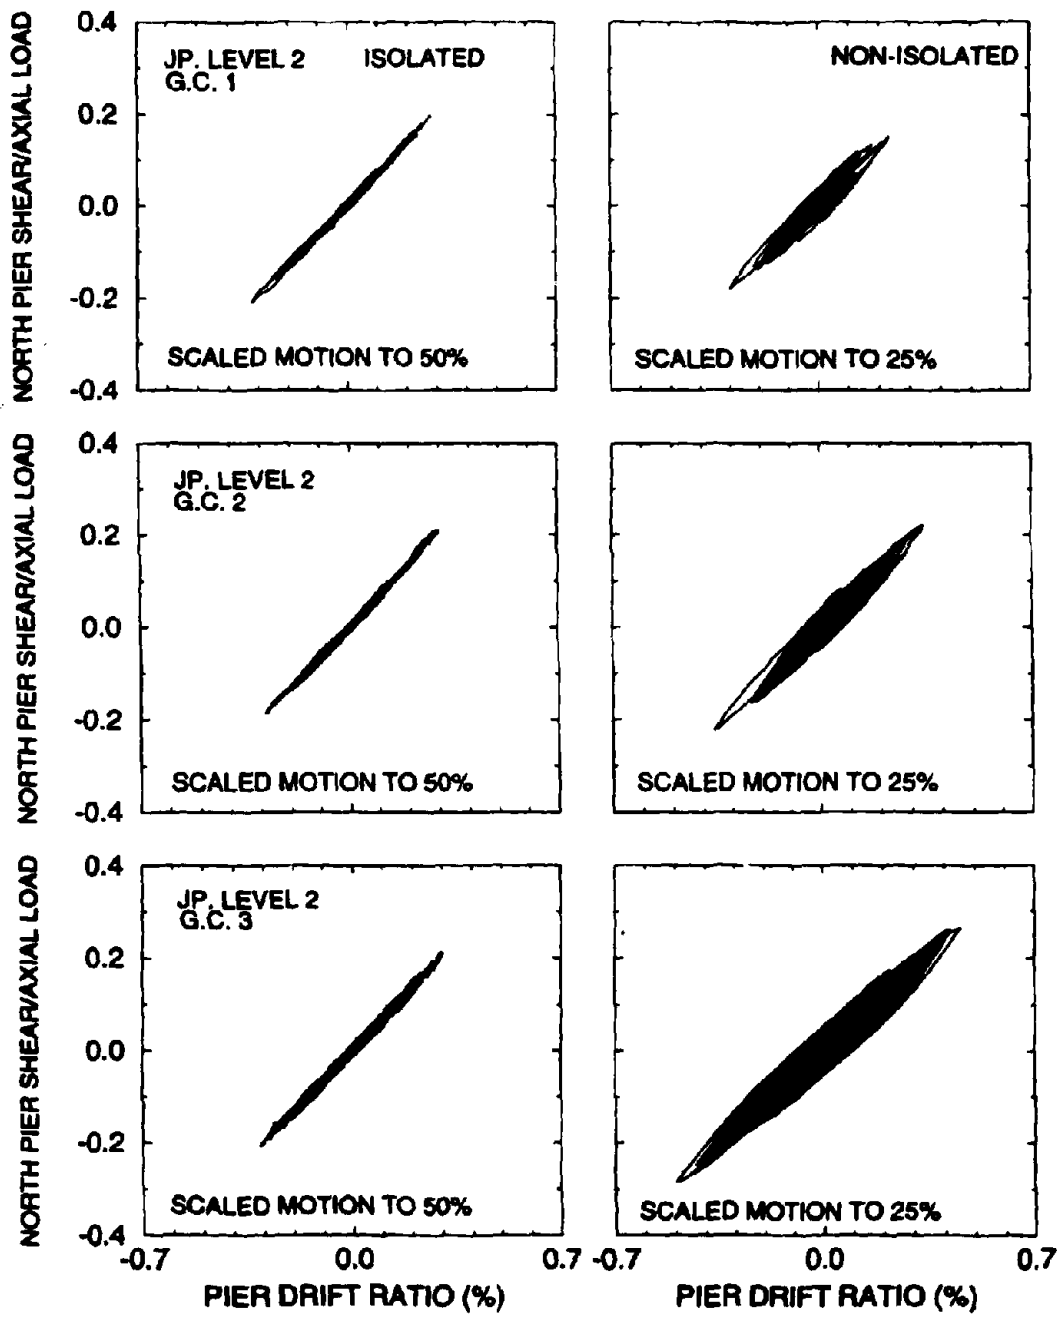 NORTH PIER SHEAR/AXIAL LOAD
0.4
0.2
0.0
-0.2
-0.4
JP. LEVEL 2 ISOLATED
G.C. 1
SCALED MOTION TO 50%
NON-ISOLATED
SCALED MOTION TO 25%
NORTH PIER SHEAR/AXIAL LOAD
0.4
0.2
0.0
-0.2
-0.4
JP. LEVEL 2
G.C. 2
SCALED MOTION TO 50%
SCALED MOTION TO 25%
NORTH PIER SHEAR/AXIAL LOAD
0.4
0.2
0.0
-0.2
-0.4
JP. LEVEL 2
G.C. 3
SCALED MOTION TO 50%
SCALED MOTION TO 25%
-0.7 0.0 0.7
-0.7 0.0 0.7
PIER DRIFT RATIO (%)
PIER DRIFT RATIO (%)